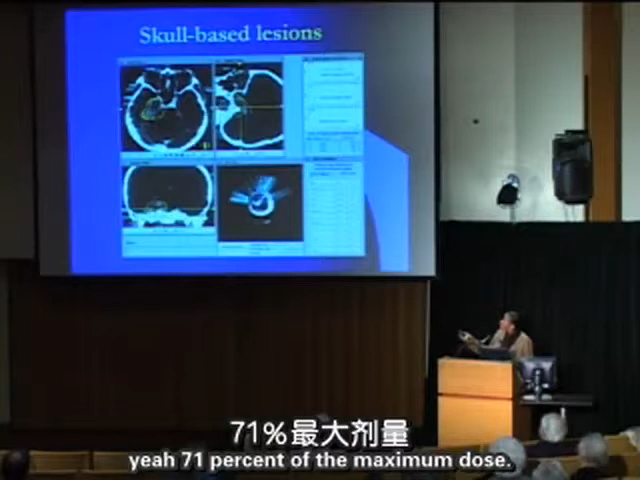 Skull-based lesions
71%最大剂量
yeah 71 percent of the maximum dose.